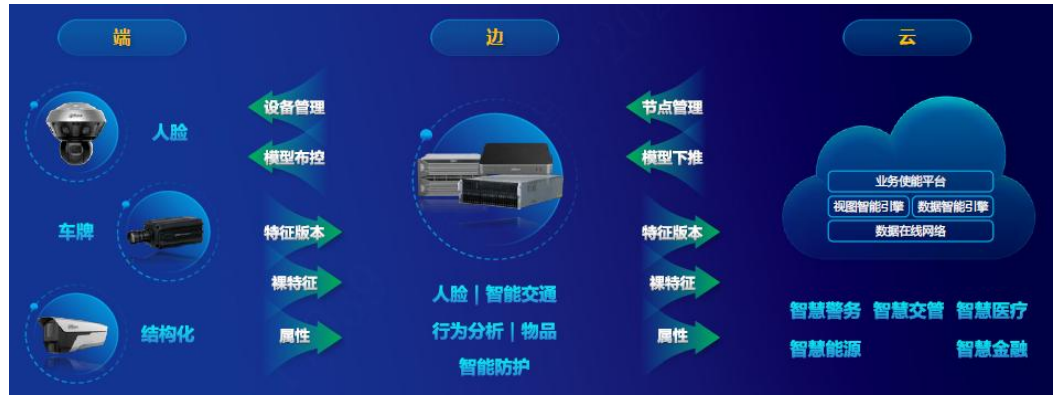 端
边
云
人脸
车牌
结构化
设备管理
模型布控
特征版本
裸特征
属性
人脸｜智能交通
行为分析｜物品
智能防护
节点管理
模型下推
特征版本
裸特征
属性
业务使能平台
视图智能引擎 数据智能引擎
数据在线网络
智慧警务 智慧交管 智慧医疗
智慧能源 智慧金融